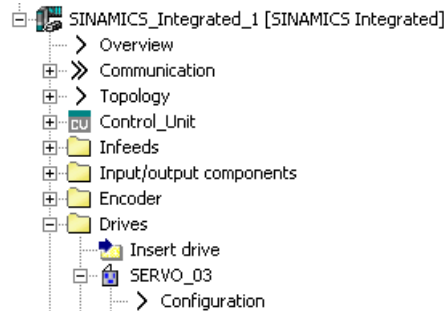 SINAMICS_Integrated_1 [SINAMICS Integrated]
Overview
Communication
Topology
CU Control_Unit
Infeeds
Input/output components
Encoder
Drives
Insert drive
SERVO_03
Configuration